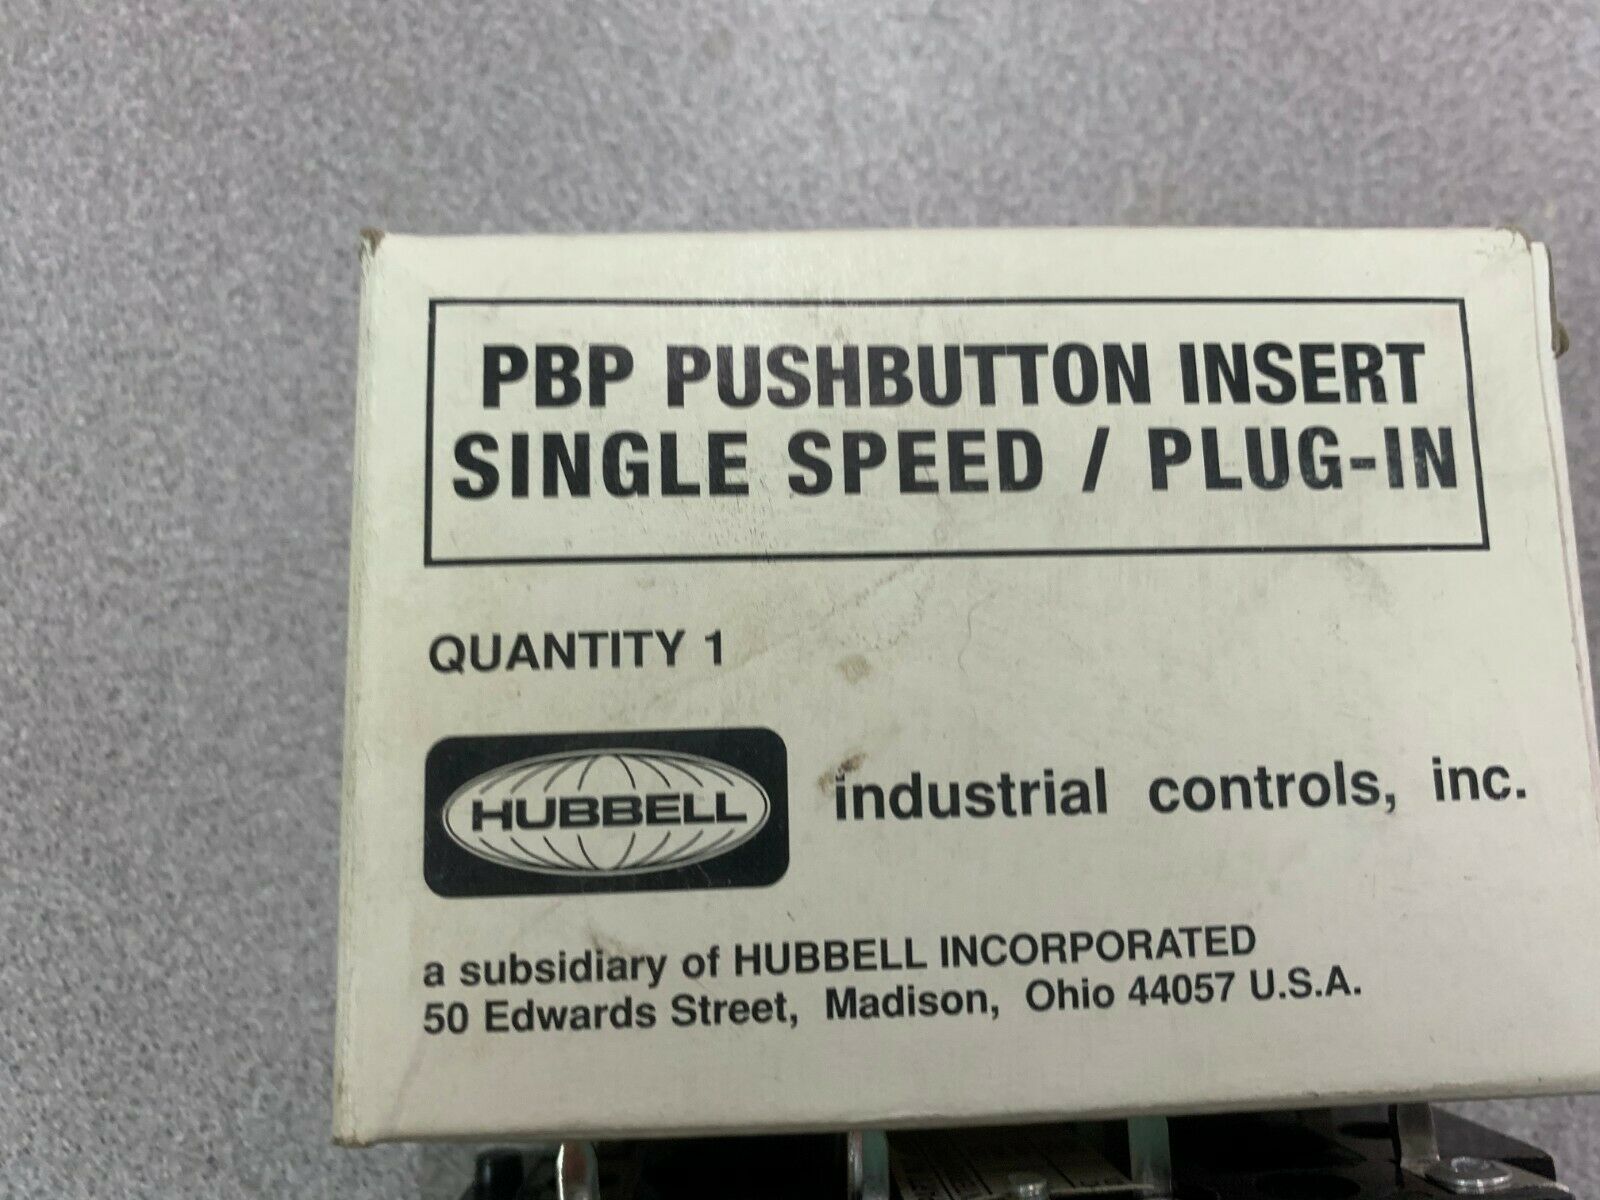 PBP PUSHBUTTON INSERT
SINGLE SPEED / PLUG-IN
QUANTITY 1
HUBBELL industrial controls, inc.
a subsidiary of HUBBELL INCORPORATED
50 Edwards Street, Madison, Ohio 44057 U.S.A.